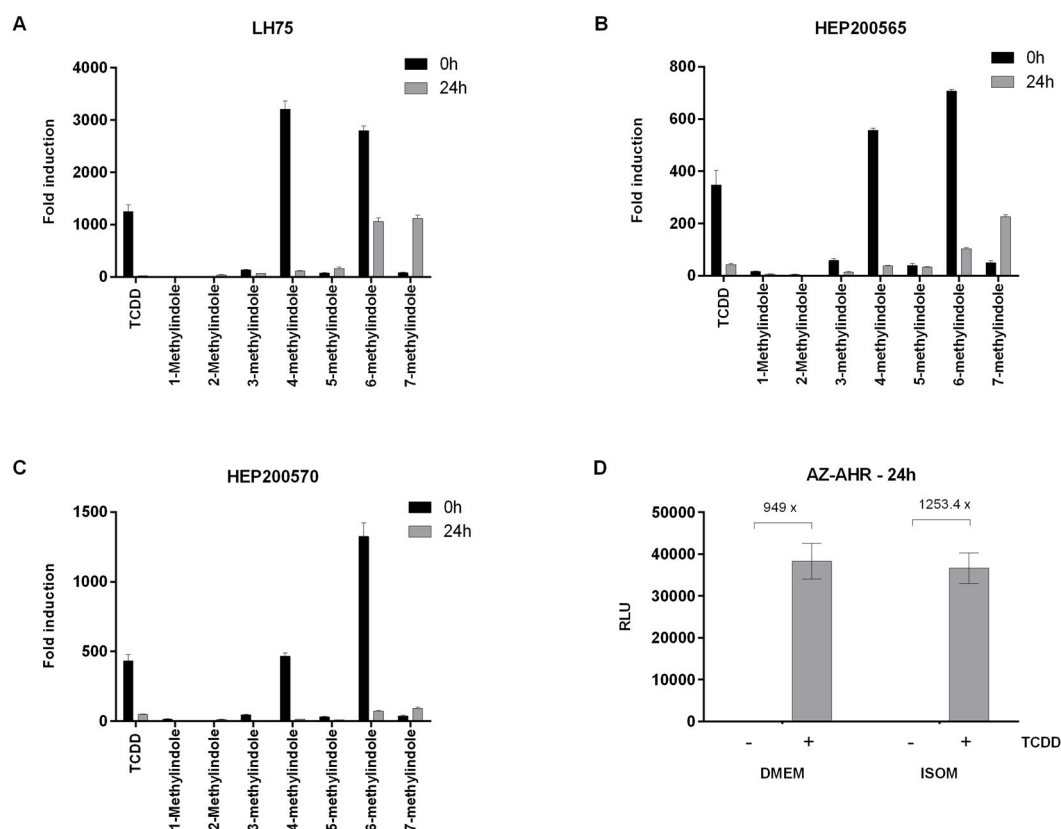 A
LH75
4000
3000
2000
1000
0
Fold induction
0h
24h
TCDD
1-Methylindole
2-Methylindole
3-methylindole
4-methylindole
5-methylindole
6-methylindole
7-methylindole
B
HEP200565
800
600
400
200
0
Fold induction
0h
24h
TCDD
1-Methylindole
2-Methylindole
3-methylindole
4-methylindole
5-methylindole
6-methylindole
7-methylindole
C
HEP200570
1500
1000
500
0
Fold induction
0h
24h
TCDD
1-Methylindole
2-Methylindole
3-methylindole
4-methylindole
5-methylindole
6-methylindole
7-methylindole
D
AZ-AHR - 24h
949 x
1253.4 x
50000
40000
30000
20000
10000
0
RLU
- + - + TCDD
DMEM ISOM